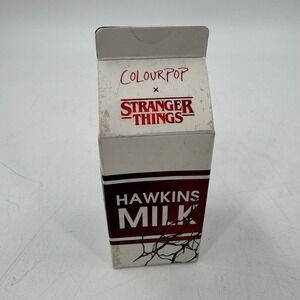 COLOURPOP
×
STRANGER
THINGS
HAWKINS
MILK